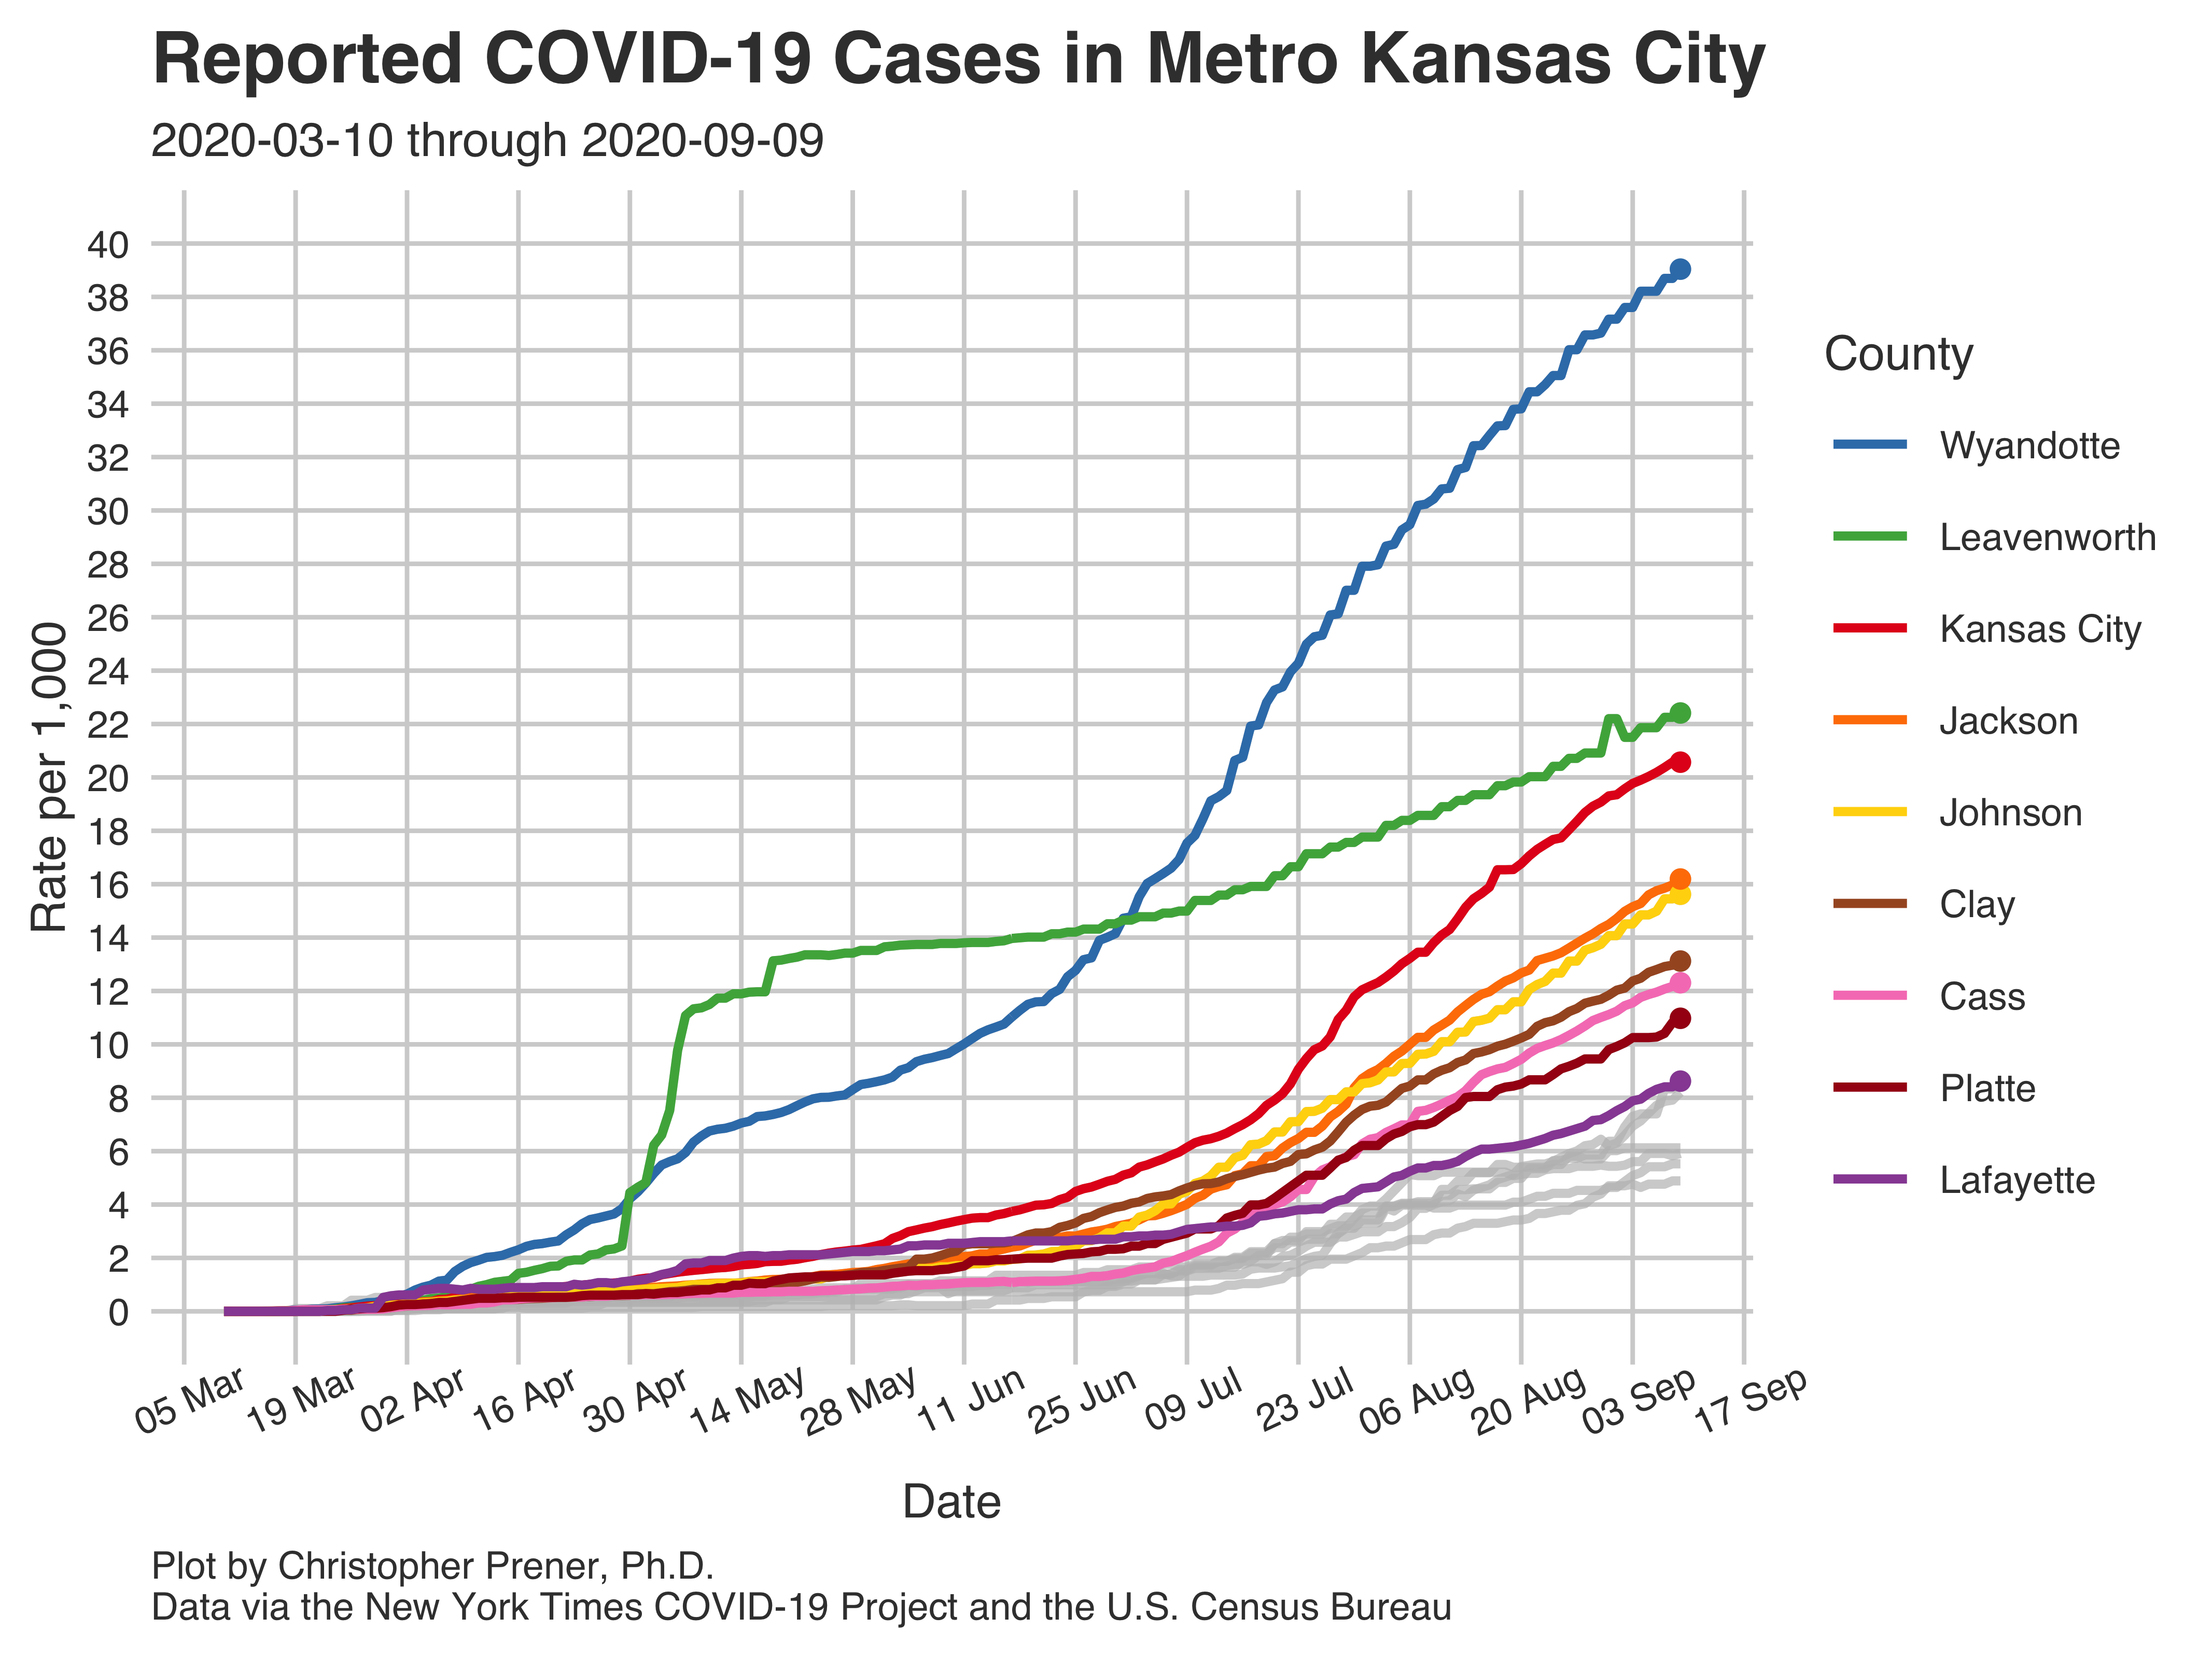 Reported COVID-19 Cases in Metro Kansas City
2020-03-10 through 2020-09-09
Rate per 1,000
40
38
36
34
32
30
28
26
24
22
20
18
16
14
12
10
8
6
4
2
0
05 Mar
19 Mar
02 Apr
16 Apr
30 Apr
14 May
28 May
11 Jun
25 Jun
09 Jul
23 Jul
06 Aug
20 Aug
03 Sep
17 Sep
Date
County
Wyandotte
Leavenworth
Kansas City
Jackson
Johnson
Clay
Cass
Platte
Lafayette
Plot by Christopher Prener, Ph.D.
Data via the New York Times COVID-19 Project and the U.S. Census Bureau